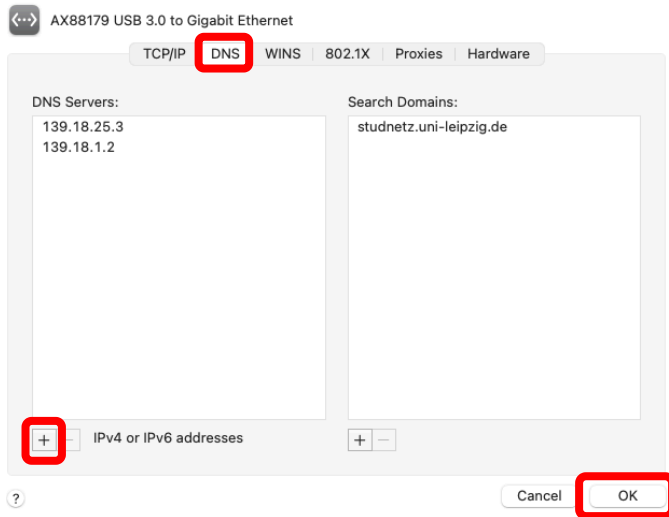 AX88179 USB 3.0 to Gigabit Ethernet
TCP/IP DNS WINS 802.1X Proxies Hardware
DNS Servers:
139.18.25.3
139.18.1.2
+ − IPv4 or IPv6 addresses
Search Domains:
studnetz.uni-leipzig.de
+ −
? Cancel OK